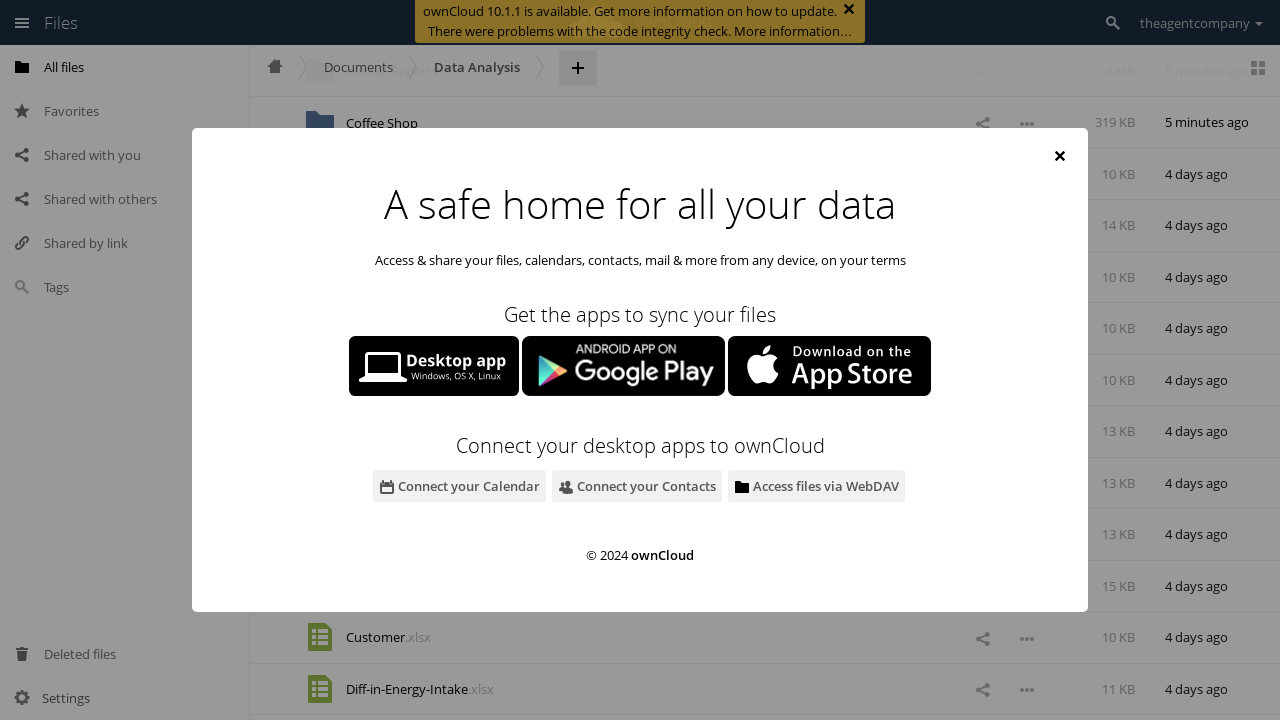 ownCloud 10.1.1 is available. Get more information on how to update.
There were problems with the code integrity check. More information…
Files
theagentcompany
All files
Favorites
Shared with you
Shared with others
Shared by link
Tags
Deleted files
Settings
Documents
Data Analysis
14 MB 5 minutes ago
Coffee Shop 319 KB 5 minutes ago
10 KB 4 days ago
14 KB 4 days ago
10 KB 4 days ago
10 KB 4 days ago
10 KB 4 days ago
13 KB 4 days ago
13 KB 4 days ago
13 KB 4 days ago
15 KB 4 days ago
Customer.xlsx 10 KB 4 days ago
Diff-in-Energy-Intake.xlsx 11 KB 4 days ago
A safe home for all your data
Access & share your files, calendars, contacts, mail & more from any device, on your terms
Get the apps to sync your files
Desktop app
Windows, OS X, Linux
ANDROID APP ON
Google Play
Download on the
App Store
Connect your desktop apps to ownCloud
Connect your Calendar
Connect your Contacts
Access files via WebDAV
© 2024 ownCloud